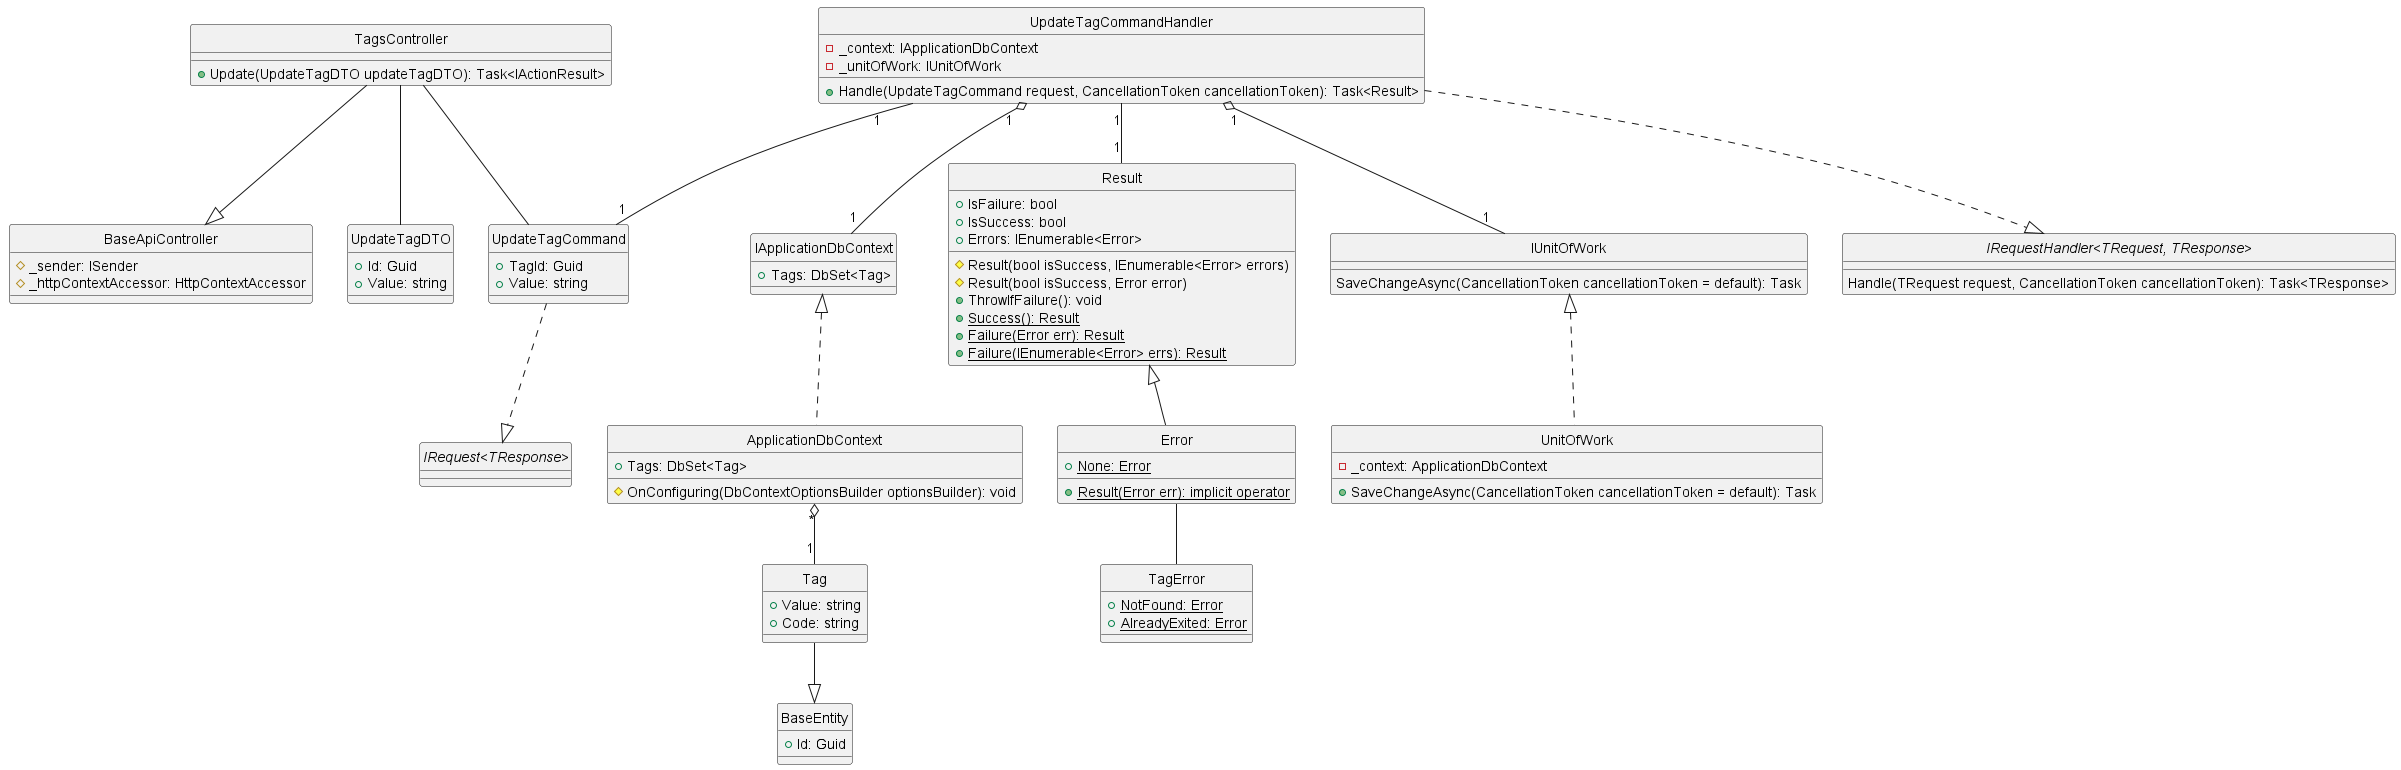 UpdateTagCommandHandler
_context: IApplicationDbContext
_unitOfWork: IUnitOfWork
Handle(UpdateTagCommand request, CancellationToken cancellationToken): Task<Result>
TagsController
Update(UpdateTagDTO updateTagDTO): Task<IActionResult>
1
1
1
1
1
1
1
1
BaseApiController
_sender: ISender
_httpContextAccessor: HttpContextAccessor
UpdateTagDTO
Id: Guid
Value: string
UpdateTagCommand
TagId: Guid
Value: string
IApplicationDbContext
Tags: DbSet<Tag>
Result
IsFailure: bool
IsSuccess: bool
Errors: IEnumerable<Error>
Result(bool isSuccess, IEnumerable<Error> errors)
Result(bool isSuccess, Error error)
ThrowIfFailure(): void
Success(): Result
Failure(Error err): Result
Failure(IEnumerable<Error> errs): Result
IUnitOfWork
SaveChangeAsync(CancellationToken cancellationToken = default): Task
IRequestHandler<TRequest, TResponse>
Handle(TRequest request, CancellationToken cancellationToken): Task<TResponse>
IRequest<TResponse>
ApplicationDbContext
Tags: DbSet<Tag>
OnConfiguring(DbContextOptionsBuilder optionsBuilder): void
Error
None: Error
Result(Error err): implicit operator
UnitOfWork
_context: ApplicationDbContext
SaveChangeAsync(CancellationToken cancellationToken = default): Task
*
1
Tag
Value: string
Code: string
TagError
NotFound: Error
AlreadyExited: Error
BaseEntity
Id: Guid